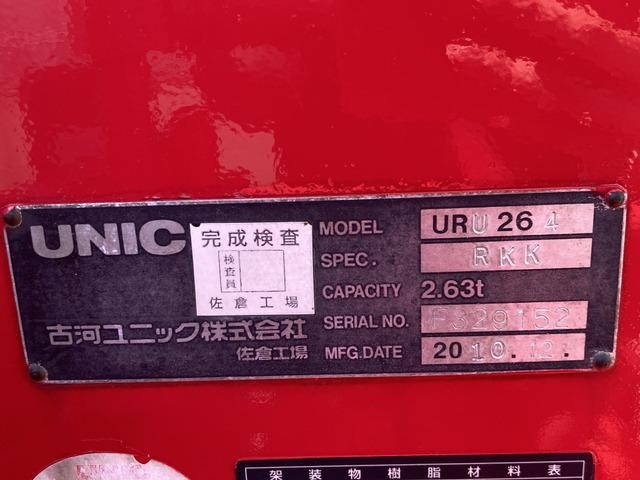 UNIC
完成検査
検査員
佐倉工場
古河ユニック株式会社
佐倉工場
MODEL URU264
SPEC. RKK
CAPACITY 2.63t
SERIAL NO. F329152
MFG.DATE 2010.12.
架装物樹脂材料表